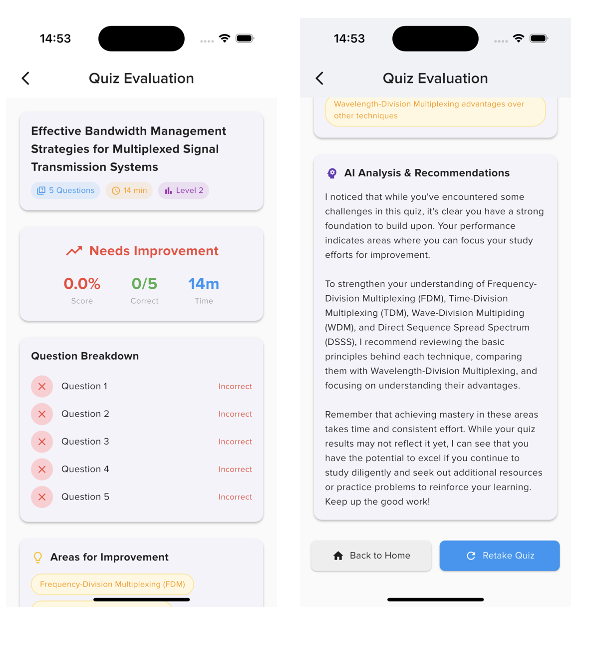 14:53
Quiz Evaluation
Effective Bandwidth Management
Strategies for Multiplexed Signal
Transmission Systems
5 Questions
14 min
Level 2
Needs Improvement
0.0%
0/5
14m
Score
Correct
Time
Question Breakdown
Question 1
Incorrect
Question 2
Incorrect
Question 3
Incorrect
Question 4
Incorrect
Question 5
Incorrect
Areas for Improvement
Frequency-Division Multiplexing (FDM)
14:53
Quiz Evaluation
Wavelength-Division Multiplexing advantages over
other techniques
AI Analysis & Recommendations
I noticed that while you've encountered some
challenges in this quiz, it's clear you have a strong
foundation to build upon. Your performance
indicates areas where you can focus your study
efforts for improvement.
To strengthen your understanding of Frequency-
Division Multiplexing (FDM), Time-Division
Multiplexing (TDM), Wave-Division Multipiding
(WDM), and Direct Sequence Spread Spectrum
(DSSS), I recommend reviewing the basic
principles behind each technique, comparing
them with Wavelength-Division Multiplexing, and
focusing on understanding their advantages.
Remember that achieving mastery in these areas
takes time and consistent effort. While your quiz
results may not reflect it yet, I can see that you
have the potential to excel if you continue to
study diligently and seek out additional resources
or practice problems to reinforce your learning.
Keep up the good work!
Back to Home
Retake Quiz